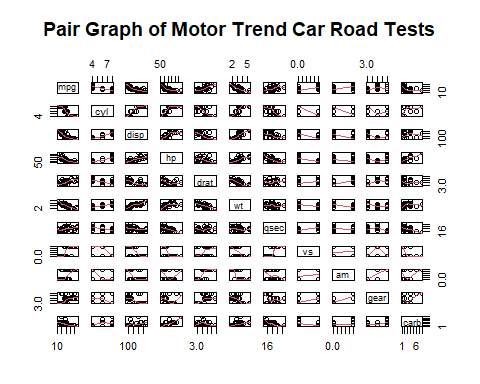 Pair Graph of Motor Trend Car Road Tests
4 7 50 2 5 0.0 3.0
mpg 10
4 cyl
disp 100
50 hp
drat 3.0
2 wt
qsec 16
0.0 vs
am 0.0
3.0 gear
carb 1
10 100 3.0 16 0.0 1 6